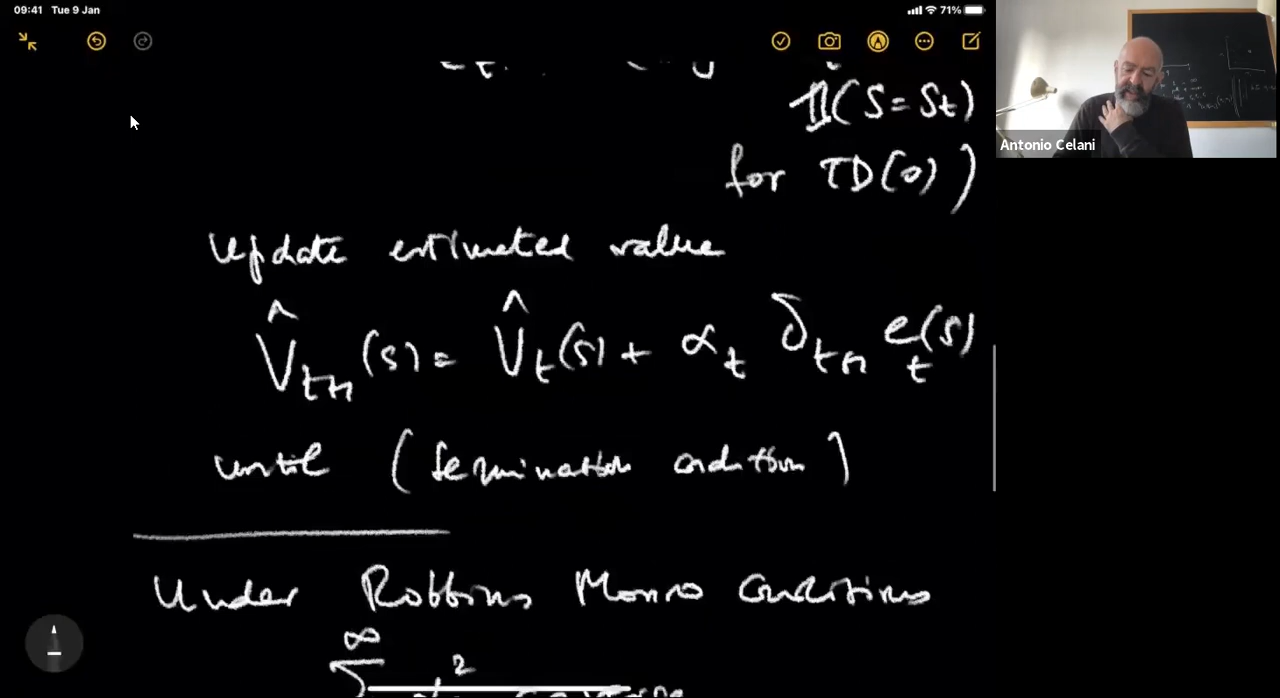 09:41 Tue 9 Jan
71%
𝟙(S=St)
for TD(0))
Update estimated value
V̂t+1(s) = V̂t(s) + αt δt+1 et(s)
until (termination condition)
Under Robbins Monro Conditions
∞
Σ 2
Antonio Celani